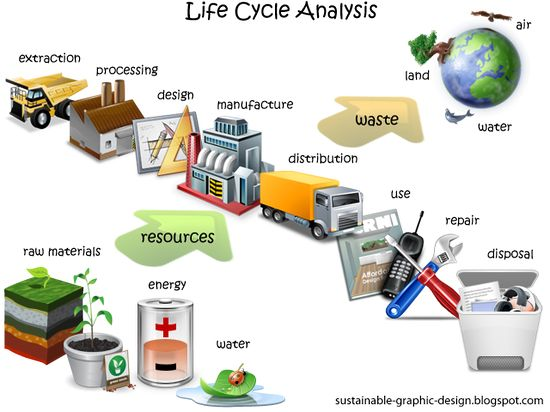 Life Cycle Analysis
air
extraction
processing
land
design
manufacture
waste
water
distribution
use
repair
resources
raw materials
disposal
energy
water
sustainable-graphic-design.blogspot.com